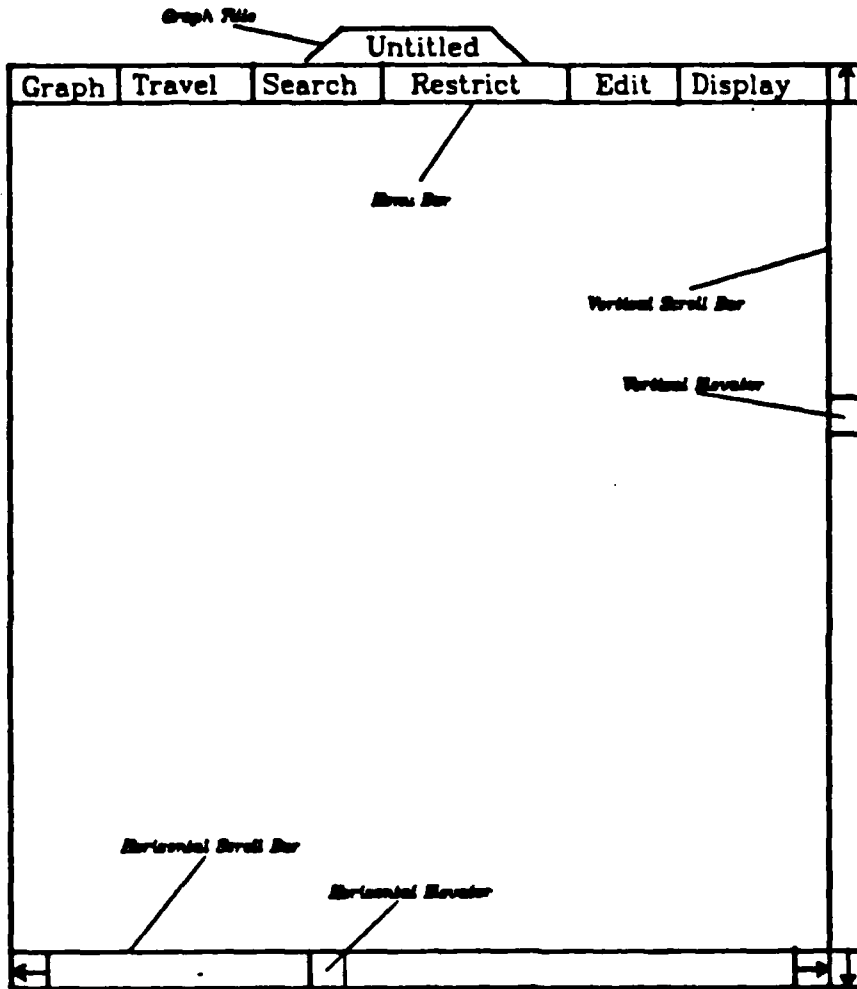 Graph Title
Untitled
Graph Travel Search Restrict Edit Display
Menu Bar
Vertical Scroll Bar
Vertical Elevator
Horizontal Scroll Bar
Horizontal Elevator